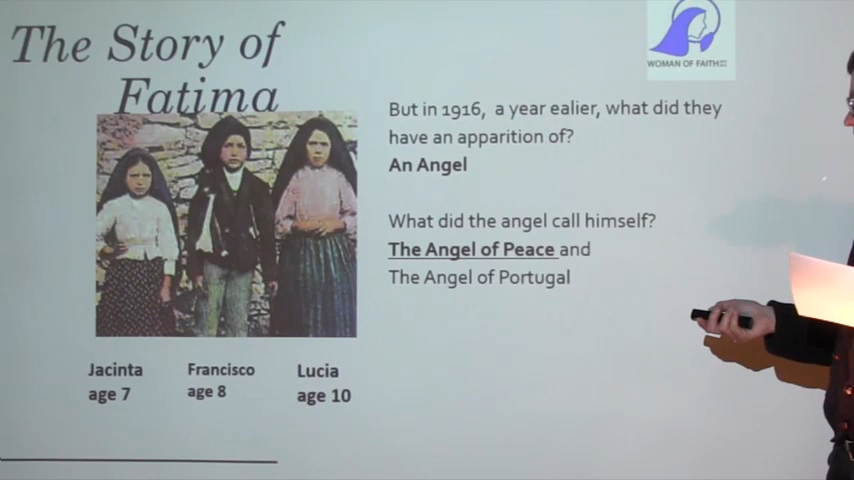 The Story of
Fatima
WOMAN OF FAITH
But in 1916, a year ealier, what did they
have an apparition of?
An Angel
What did the angel call himself?
The Angel of Peace and
The Angel of Portugal
Jacinta
age 7
Francisco
age 8
Lucia
age 10